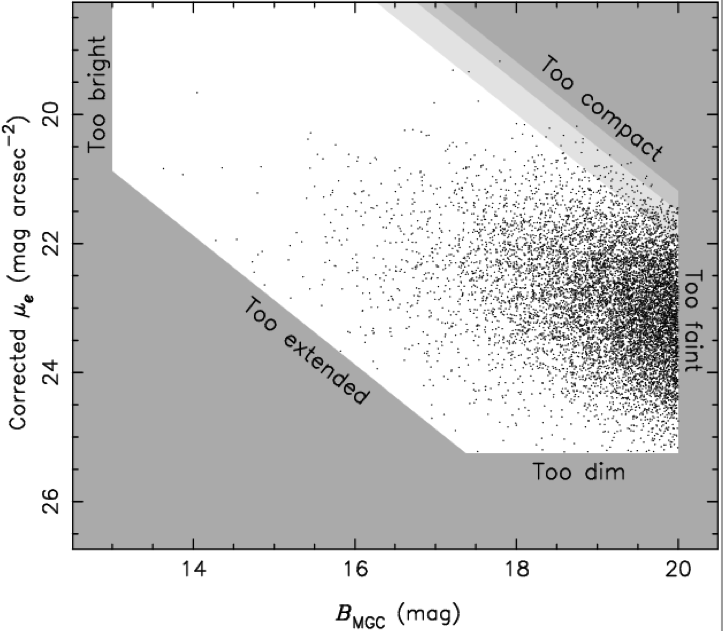 Too bright
Too compact
Too extended
Too faint
Too dim
20
22
24
26
Corrected μₑ (mag arcsec⁻²)
14
16
18
20
B_MGC (mag)